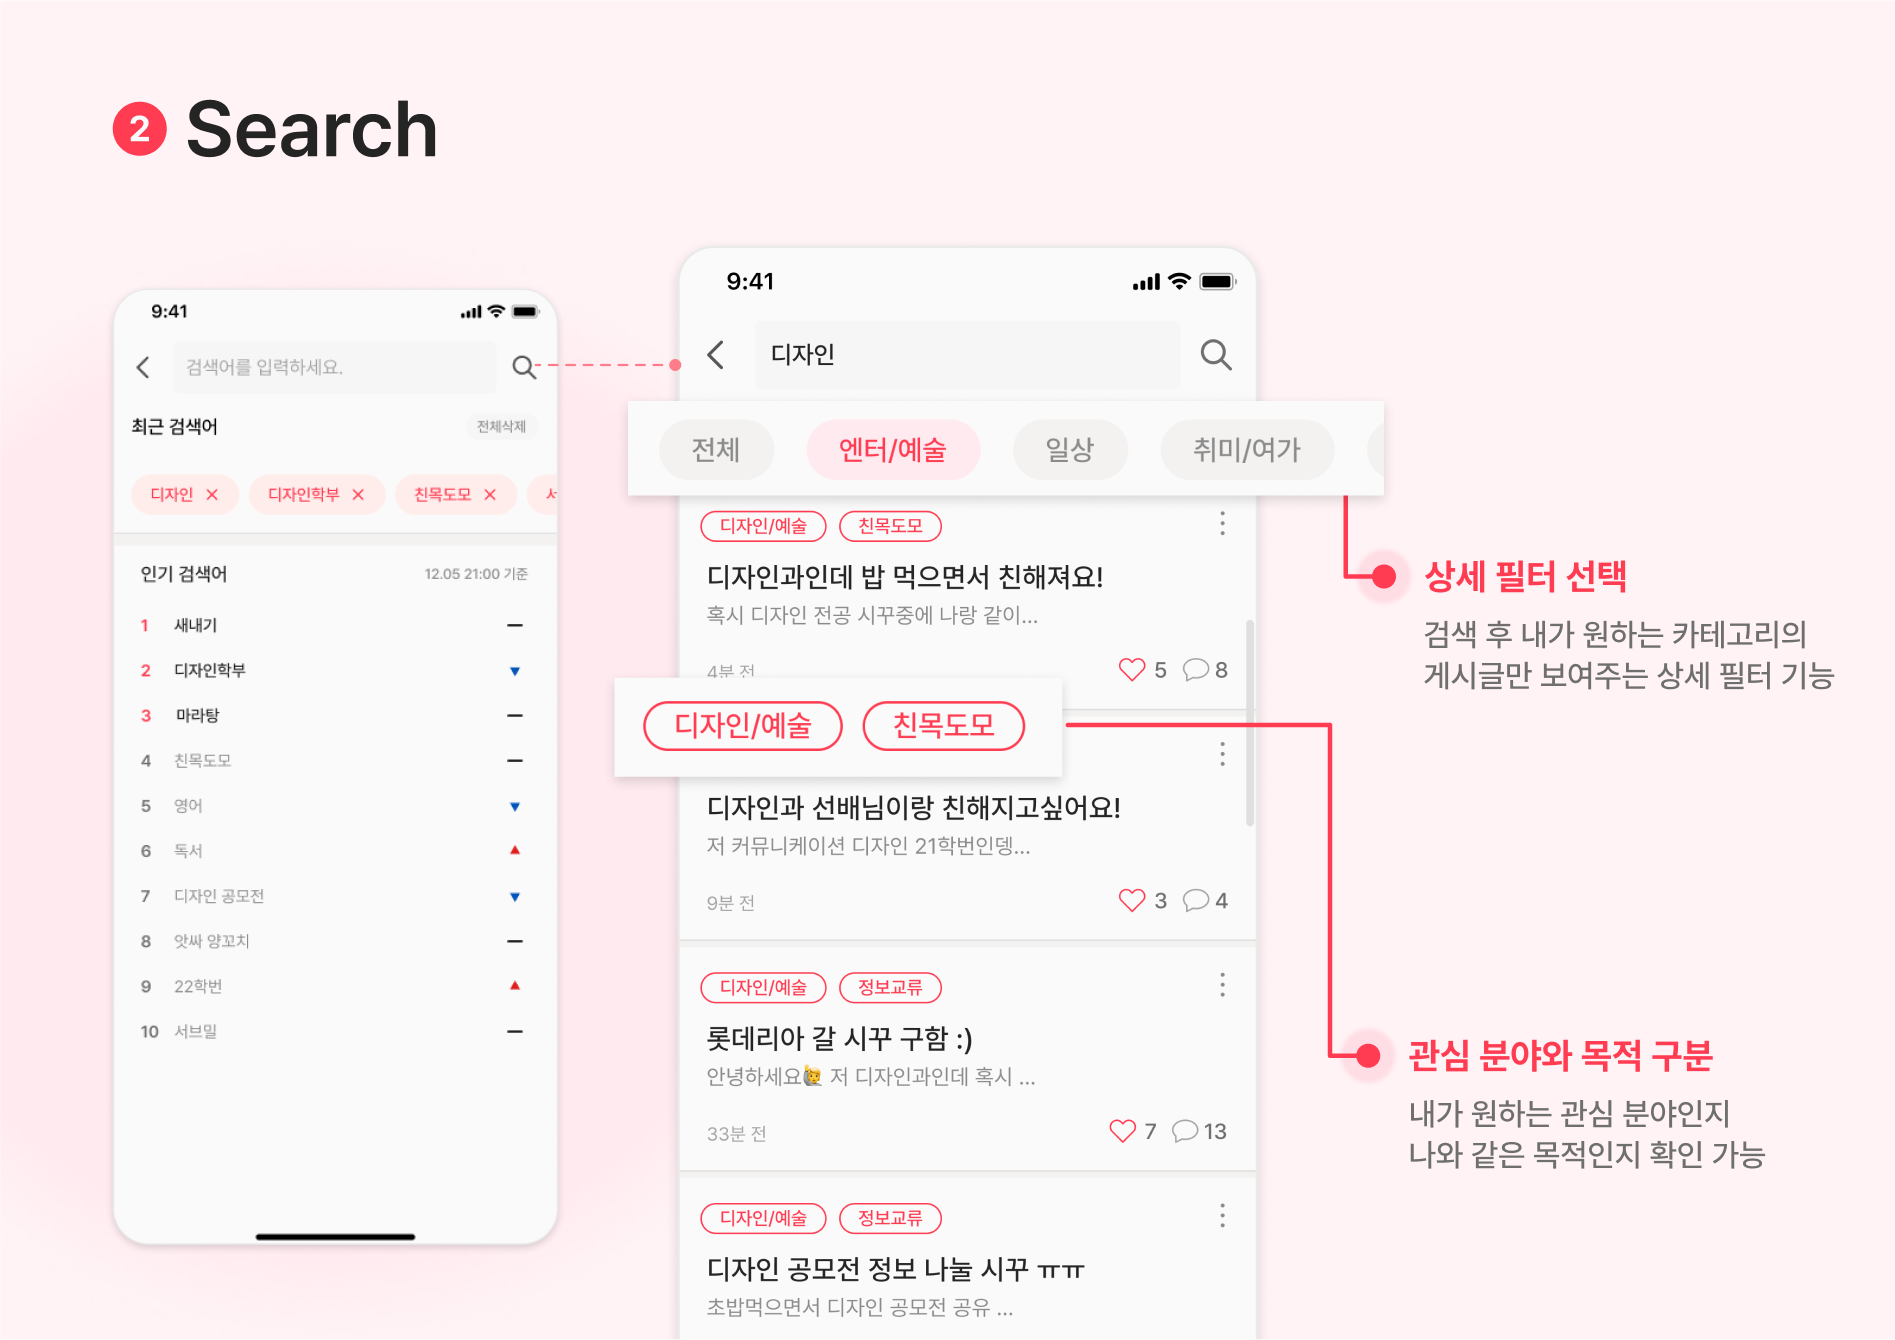 2 Search
9:41
검색어를 입력하세요.
최근 검색어 전체삭제
디자인 × 디자인학부 × 친목도모 ×
인기 검색어 12.05 21:00 기준
1 새내기
2 디자인학부
3 마라탕
4 친목도모
5 영어
6 독서
7 디자인 공모전
8 앗싸 양꼬치
9 22학번
10 서브밀
9:41
디자인
전체 엔터/예술 일상 취미/여가
디자인/예술 친목도모
디자인과인데 밥 먹으면서 친해져요!
혹시 디자인 전공 시꾸중에 나랑 같이...
4분 전 5 8
디자인/예술 친목도모
디자인과 선배님이랑 친해지고싶어요!
저 커뮤니케이션 디자인 21학번인뎅...
9분 전 3 4
디자인/예술 정보교류
롯데리아 갈 시꾸 구함 :)
안녕하세요🙋 저 디자인과인데 혹시 ...
33분 전 7 13
디자인/예술 정보교류
디자인 공모전 정보 나눌 시꾸 ㅠㅠ
초밥먹으면서 디자인 공모전 공유 ...
상세 필터 선택
검색 후 내가 원하는 카테고리의
게시글만 보여주는 상세 필터 기능
관심 분야와 목적 구분
내가 원하는 관심 분야인지
나와 같은 목적인지 확인 가능